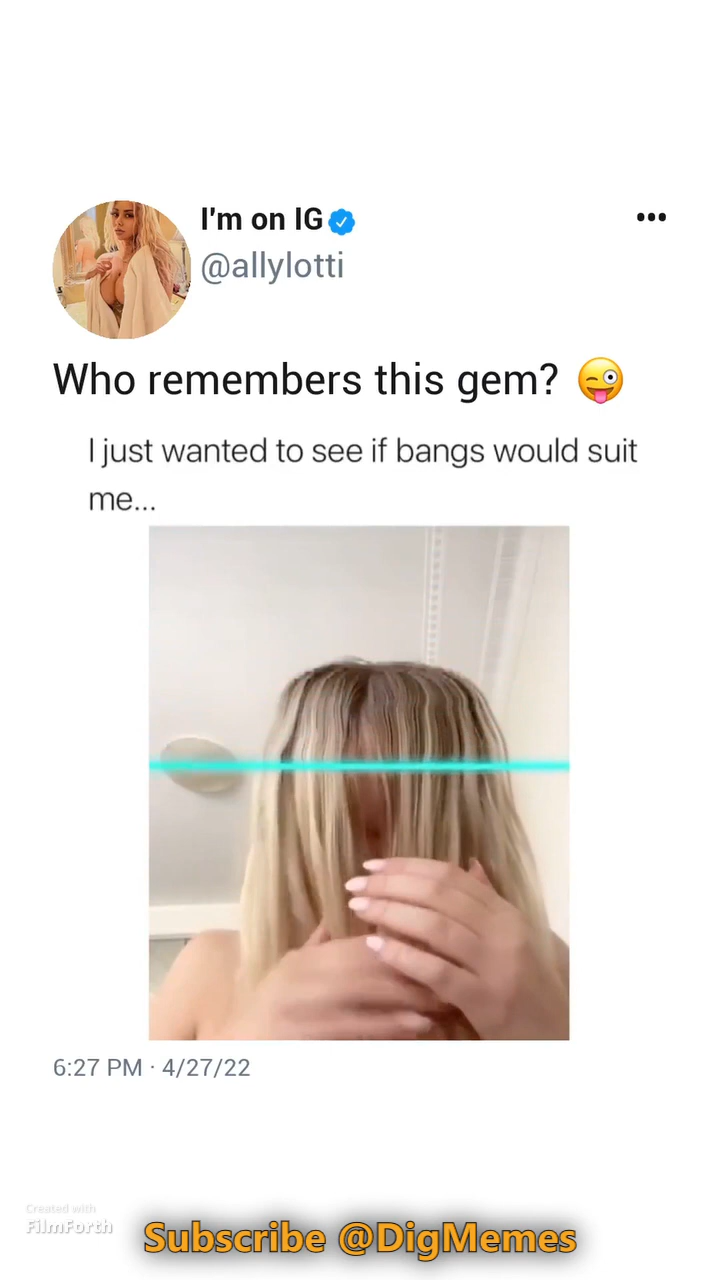 I'm on IG
@allylotti
Who remembers this gem? 😜
I just wanted to see if bangs would suit
me...
6:27 PM · 4/27/22
Created with
FilmForth
Subscribe @DigMemes